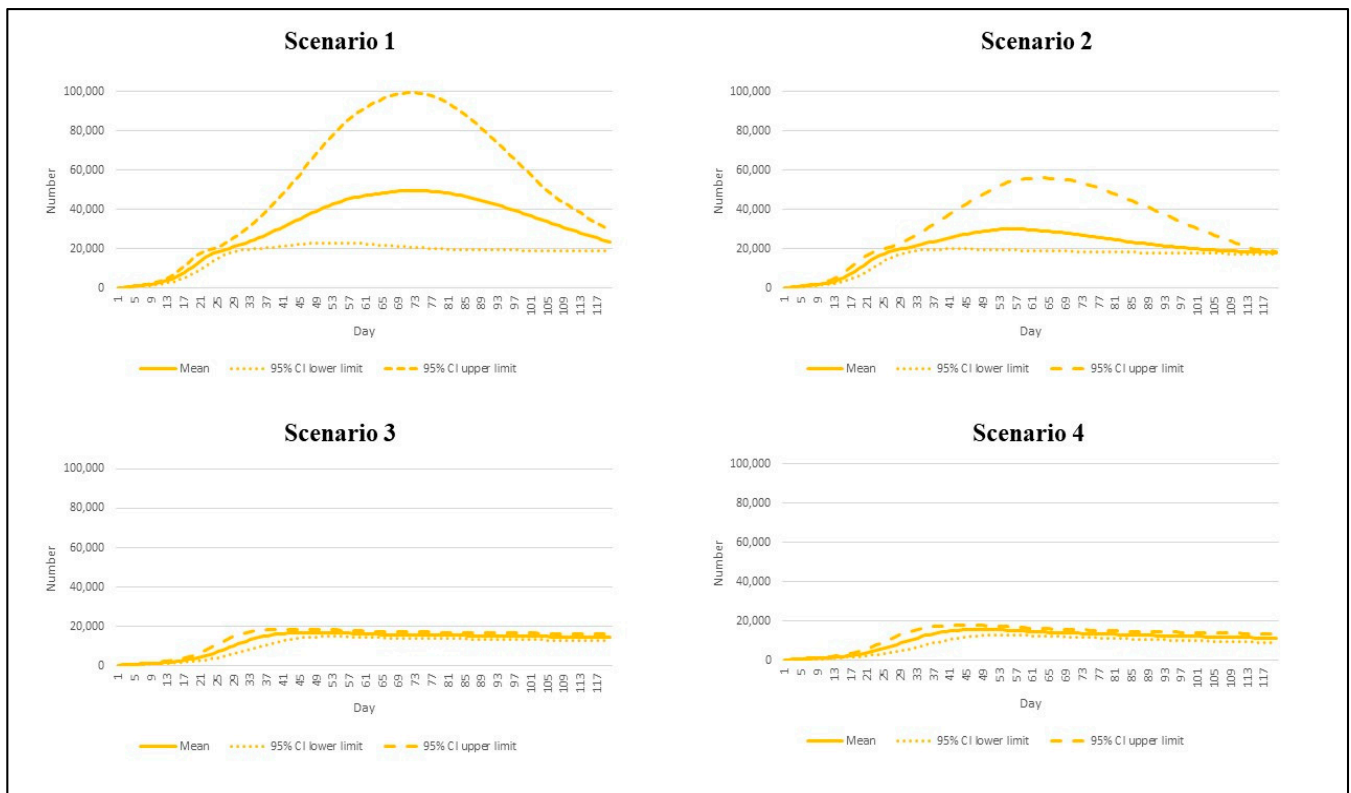 Scenario 1
100,000
80,000
60,000
40,000
20,000
0
Number
1 5 9 13 17 21 25 29 33 37 41 45 49 53 57 61 65 69 73 77 81 85 89 93 97 101 105 109 113 117
Day
Mean 95% CI lower limit 95% CI upper limit
Scenario 2
100,000
80,000
60,000
40,000
20,000
0
Number
1 5 9 13 17 21 25 29 33 37 41 45 49 53 57 61 65 69 73 77 81 85 89 93 97 101 105 109 113 117
Day
Mean 95% CI lower limit 95% CI upper limit
Scenario 3
100,000
80,000
60,000
40,000
20,000
0
Number
1 5 9 13 17 21 25 29 33 37 41 45 49 53 57 61 65 69 73 77 81 85 89 93 97 101 105 109 113 117
Day
Mean 95% CI lower limit 95% CI upper limit
Scenario 4
100,000
80,000
60,000
40,000
20,000
0
Number
1 5 9 13 17 21 25 29 33 37 41 45 49 53 57 61 65 69 73 77 81 85 89 93 97 101 105 109 113 117
Day
Mean 95% CI lower limit 95% CI upper limit